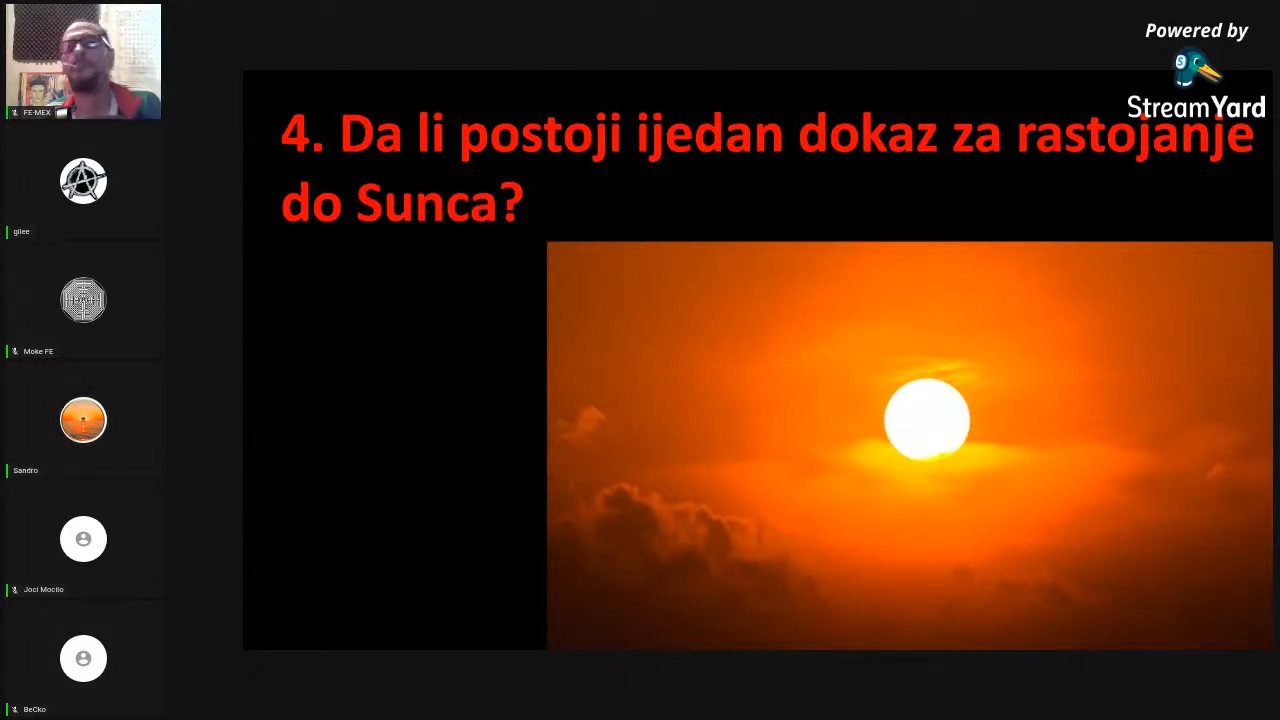 Powered by
StreamYard
4. Da li postoji ijedan dokaz za rastojanje
do Sunca?
FE-MEX
gilee
Moke FE
Sandro
Joci Mocilo
BeCko